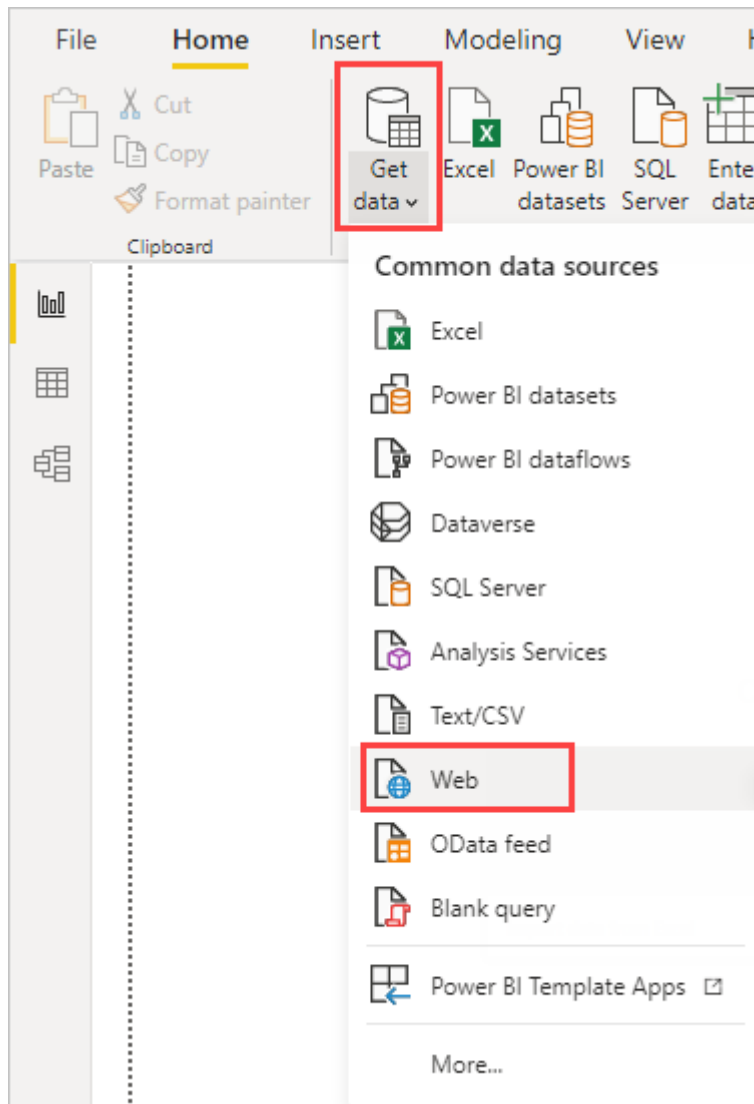 File Home Insert Modeling View
Paste
Cut
Copy
Format painter
Clipboard
Get
data
Excel
Power BI
datasets
SQL
Server
Common data sources
Excel
Power BI datasets
Power BI dataflows
Dataverse
SQL Server
Analysis Services
Text/CSV
Web
OData feed
Blank query
Power BI Template Apps
More...